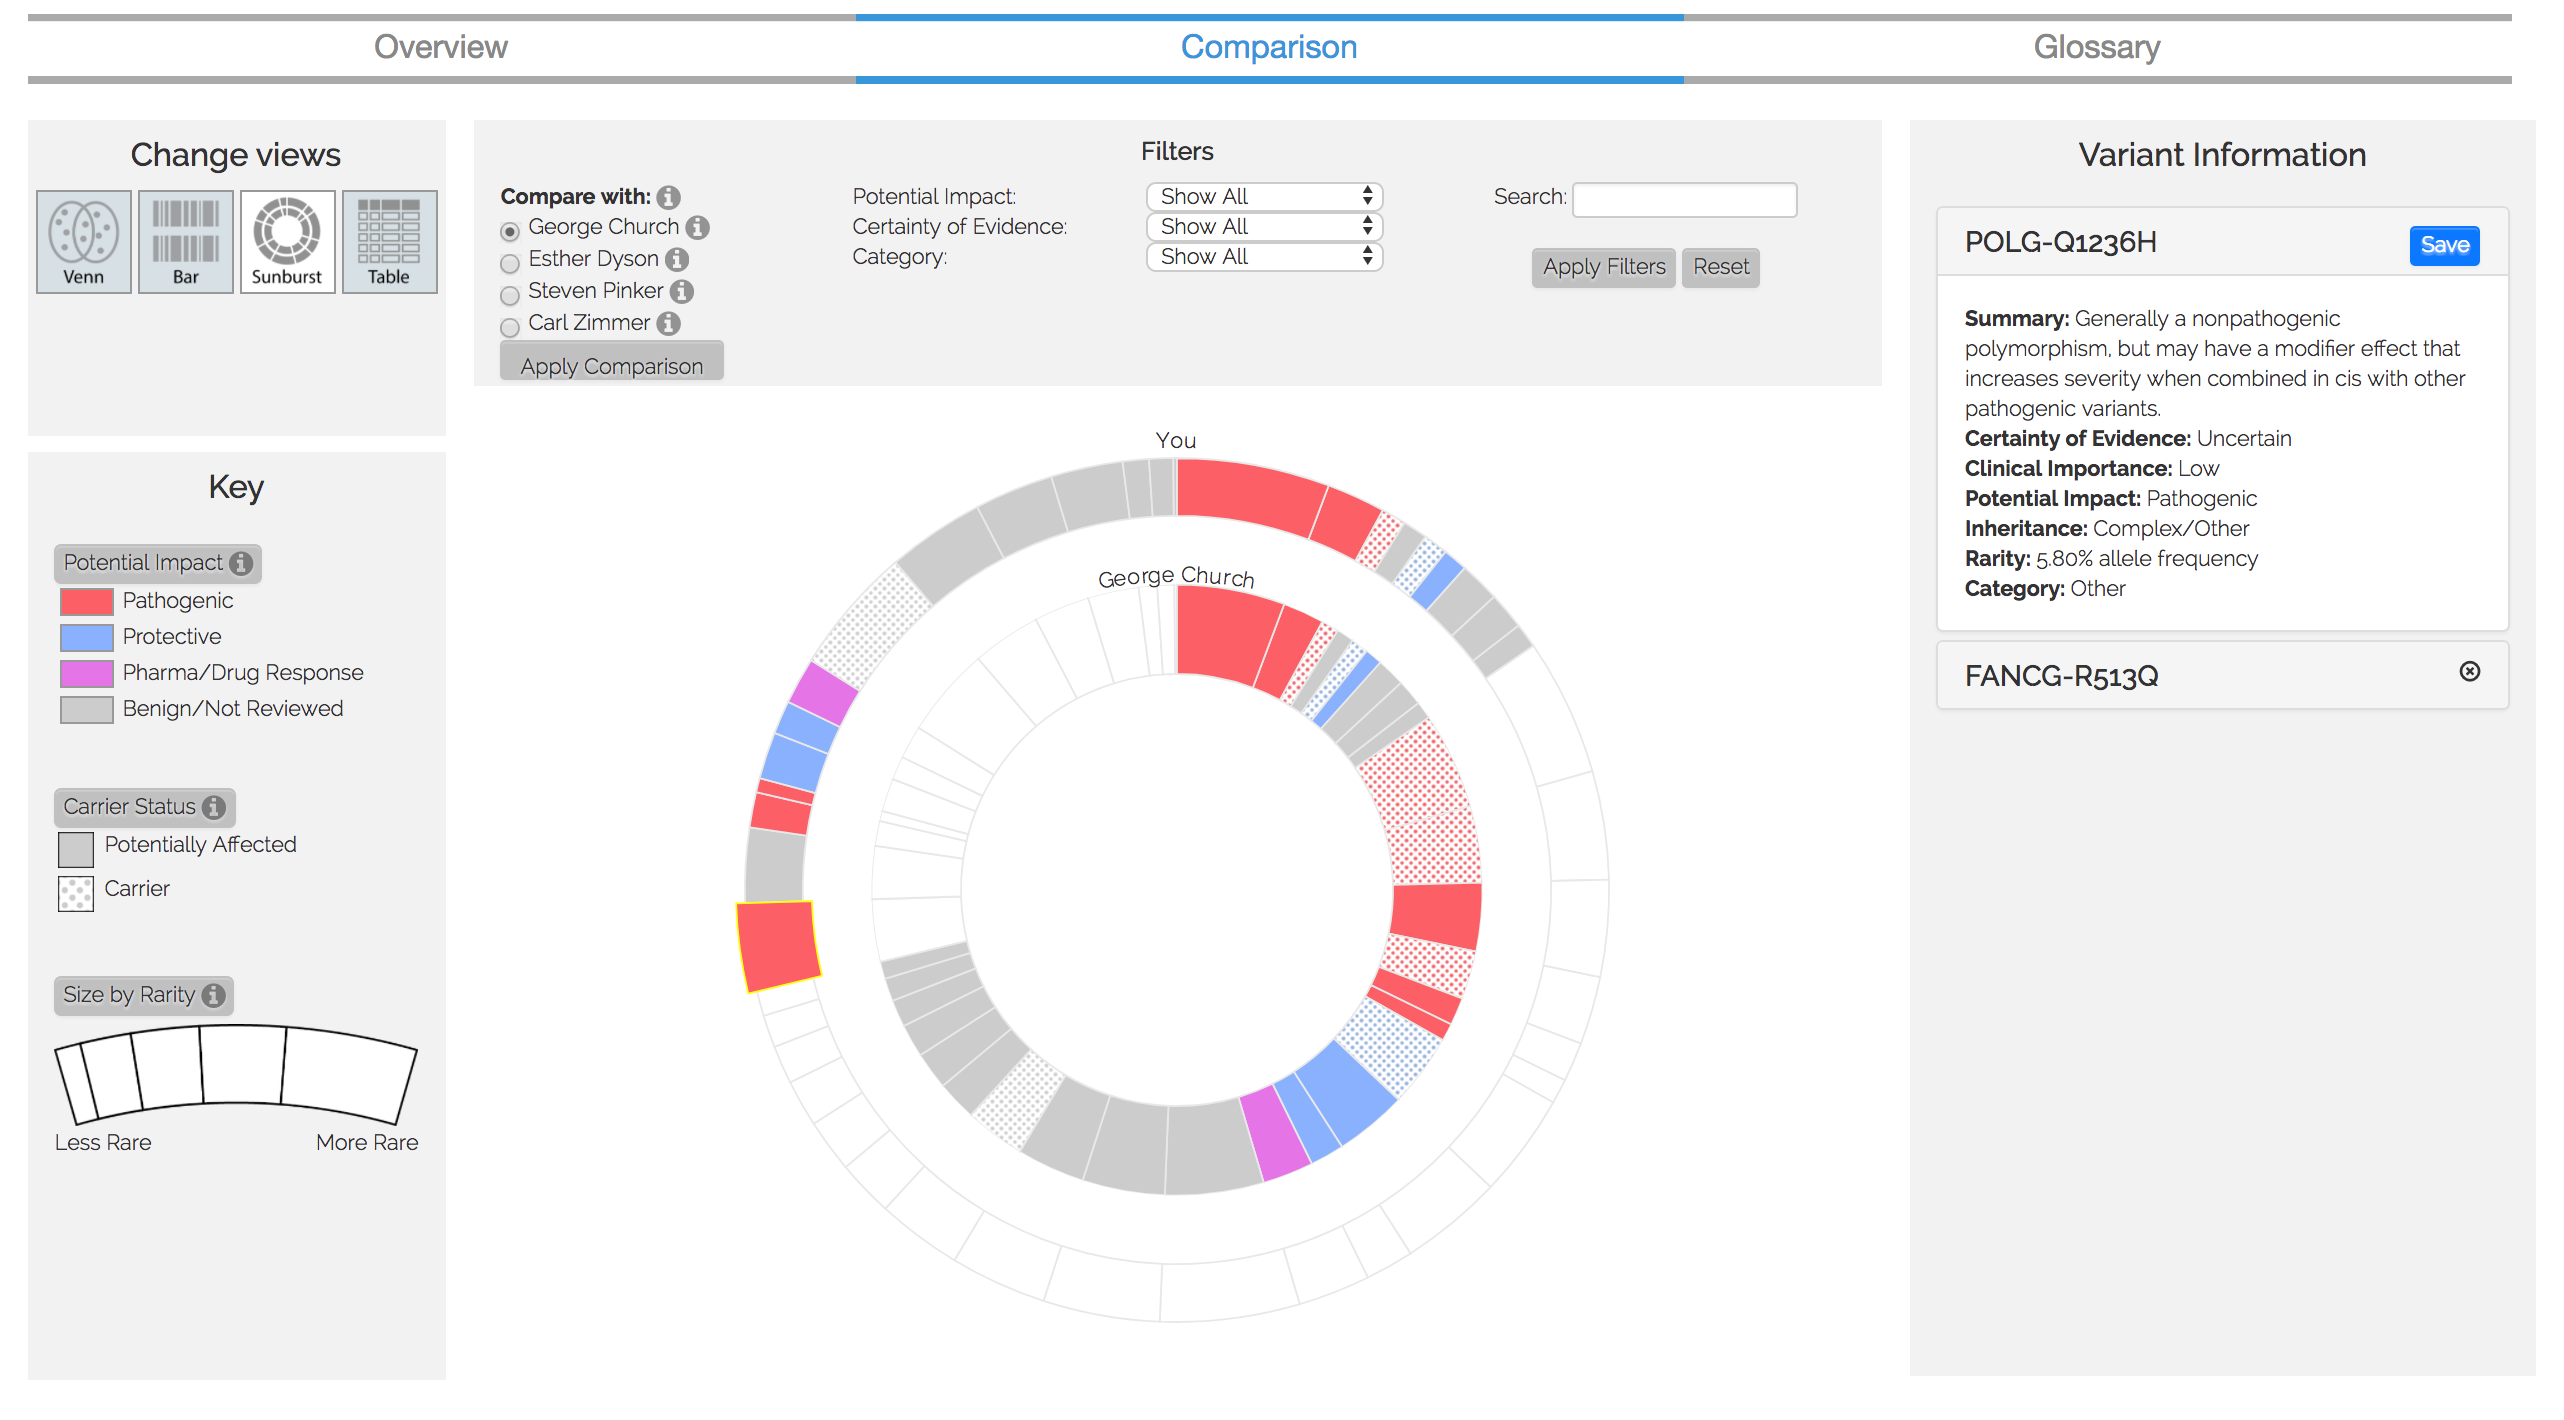 Overview
Comparison
Glossary
Change views
Venn
Bar
Sunburst
Table
Key
Potential Impact
Pathogenic
Protective
Pharma/Drug Response
Benign/Not Reviewed
Carrier Status
Potentially Affected
Carrier
Size by Rarity
Less Rare
More Rare
Filters
Compare with:
George Church
Esther Dyson
Steven Pinker
Carl Zimmer
Apply Comparison
Potential Impact: Show All
Certainty of Evidence: Show All
Category: Show All
Search:
Apply Filters
Reset
You
George Church
Variant Information
POLG-Q1236H
Save
Summary: Generally a nonpathogenic
polymorphism, but may have a modifier effect that
increases severity when combined in cis with other
pathogenic variants.
Certainty of Evidence: Uncertain
Clinical Importance: Low
Potential Impact: Pathogenic
Inheritance: Complex/Other
Rarity: 5.80% allele frequency
Category: Other
FANCG-R513Q